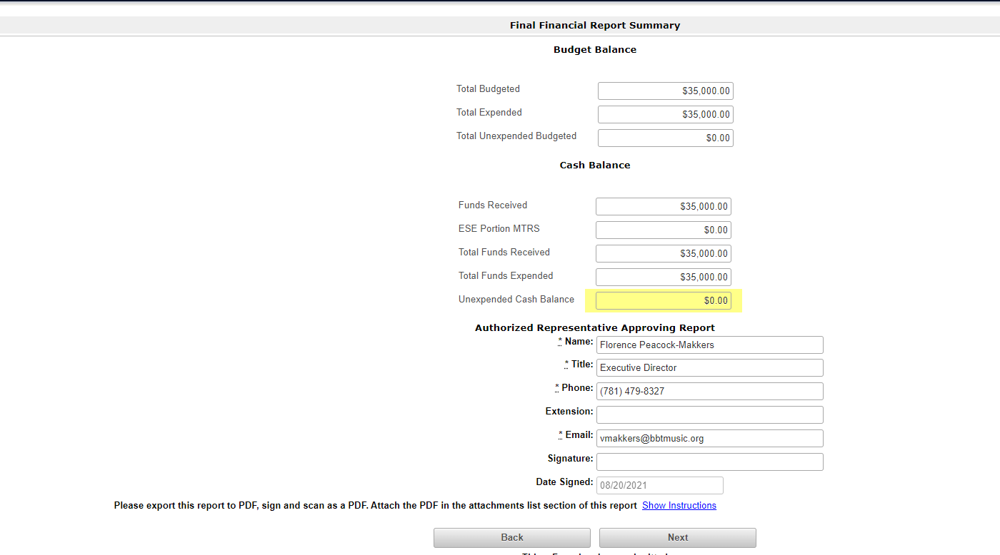 Final Financial Report Summary
Budget Balance
Total Budgeted $35,000.00
Total Expended $35,000.00
Total Unexpended Budgeted $0.00
Cash Balance
Funds Received $35,000.00
ESE Portion MTRS $0.00
Total Funds Received $35,000.00
Total Funds Expended $35,000.00
Unexpended Cash Balance $0.00
Authorized Representative Approving Report
* Name: Florence Peacock-Makkers
* Title: Executive Director
* Phone: (781) 479-8327
Extension:
* Email: vmakkers@bbtmusic.org
Signature:
Date Signed: 08/20/2021
Please export this report to PDF, sign and scan as a PDF. Attach the PDF in the attachments list section of this report Show Instructions
Back Next